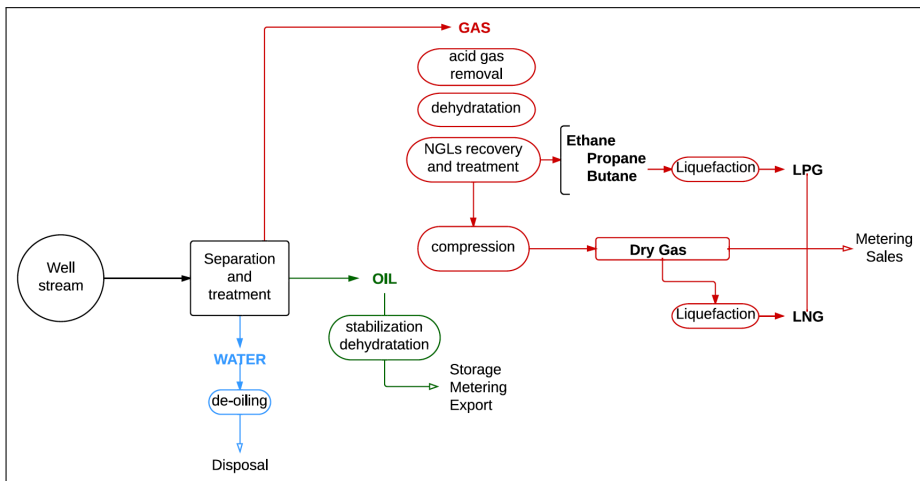 GAS
acid gas
removal
dehydratation
NGLs recovery
and treatment
Ethane
Propane
Butane
Liquefaction
LPG
Well
stream
Separation
and
treatment
compression
Dry Gas
Metering
Sales
OIL
Liquefaction
LNG
stabilization
dehydratation
WATER
Storage
Metering
Export
de-oiling
Disposal